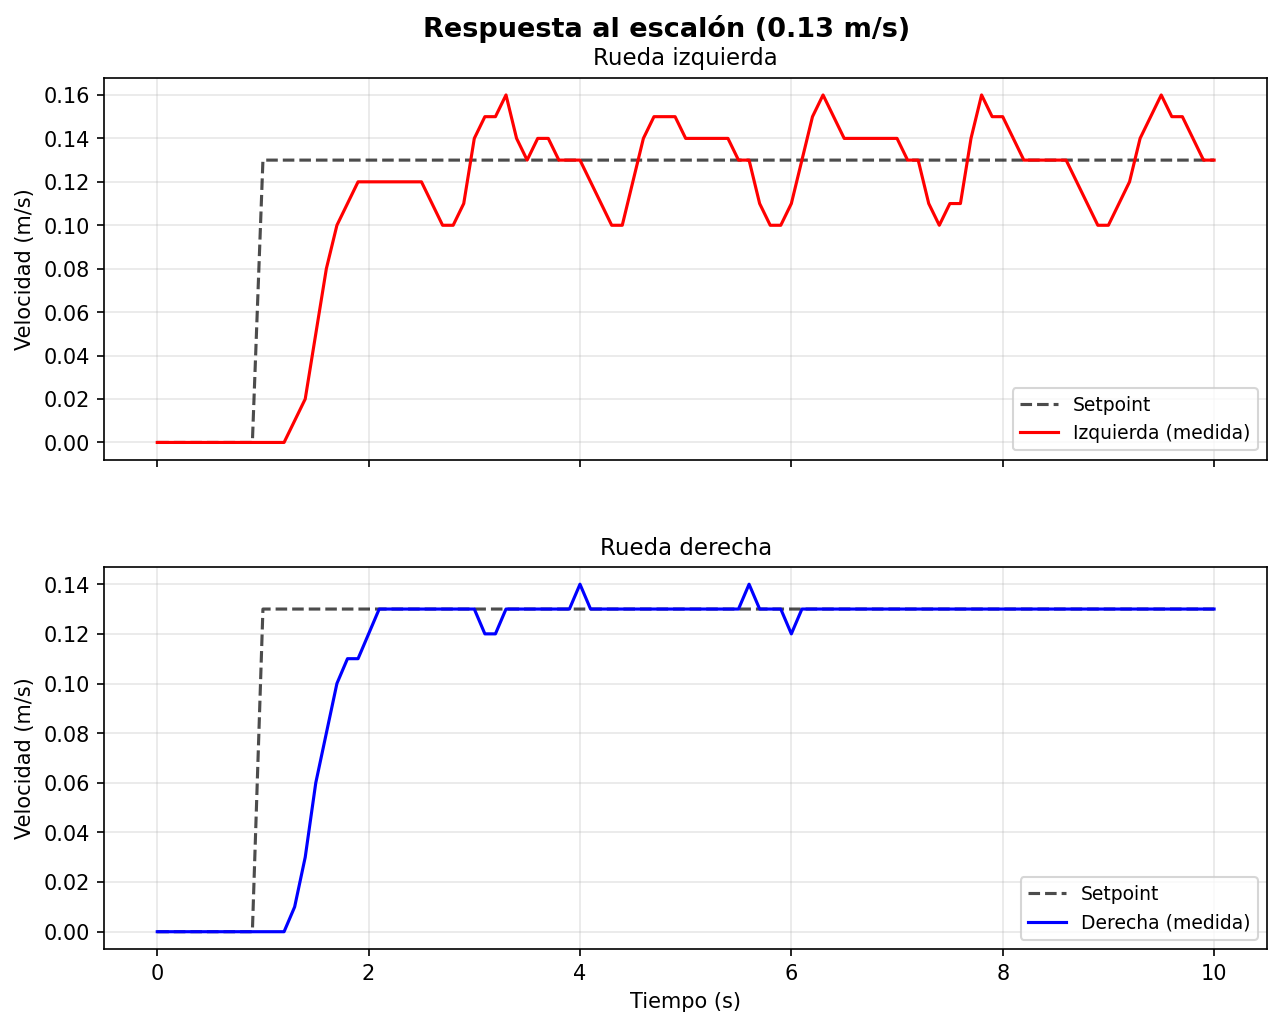 Respuesta al escalón (0.13 m/s)
Rueda izquierda
Velocidad (m/s)
0.16
0.14
0.12
0.10
0.08
0.06
0.04
0.02
0.00
Setpoint
Izquierda (medida)
Rueda derecha
Velocidad (m/s)
0.14
0.12
0.10
0.08
0.06
0.04
0.02
0.00
Setpoint
Derecha (medida)
0 2 4 6 8 10
Tiempo (s)